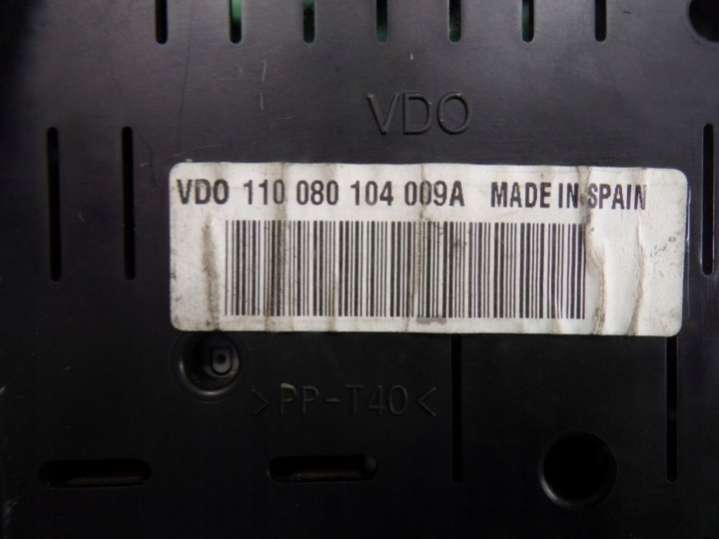 VDO
VDO 110 080 104 009A MADE IN SPAIN
>PP-T40<